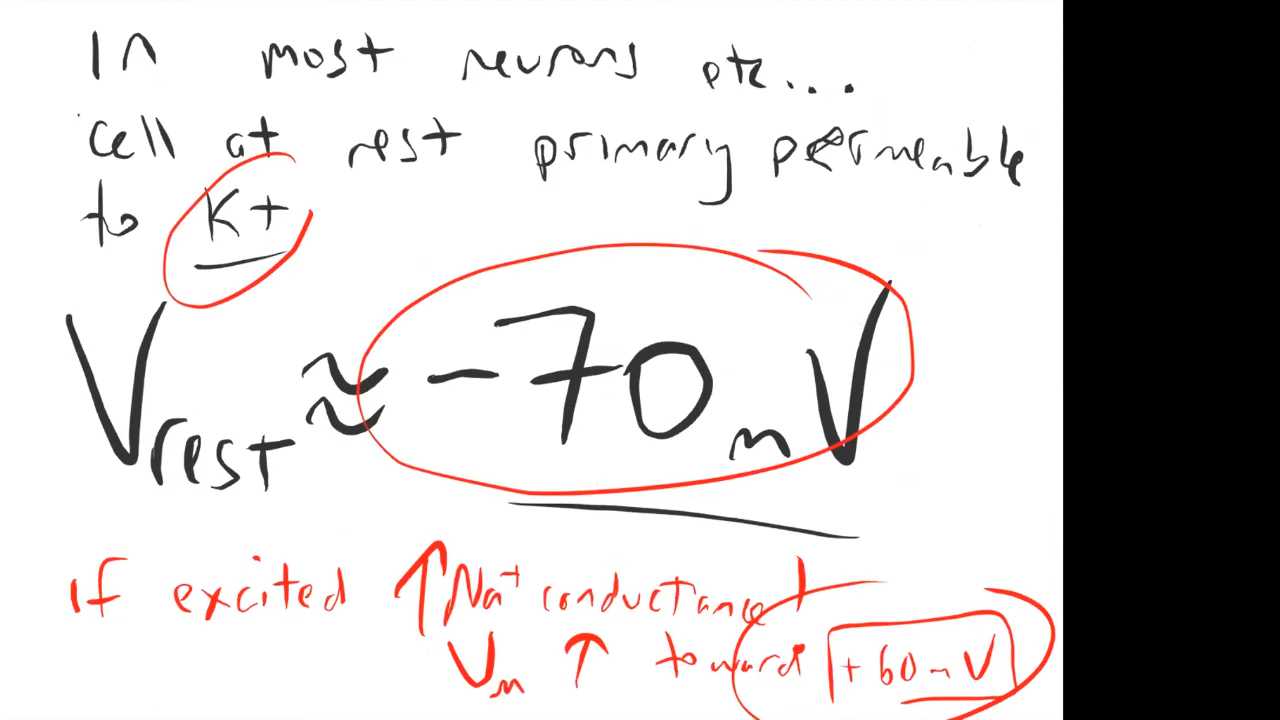 In most neurons etc...
cell at rest primary permeable
to K+
Vrest ≈ -70mV
if excited ↑Na+ conductance
Vm ↑ toward +60mV